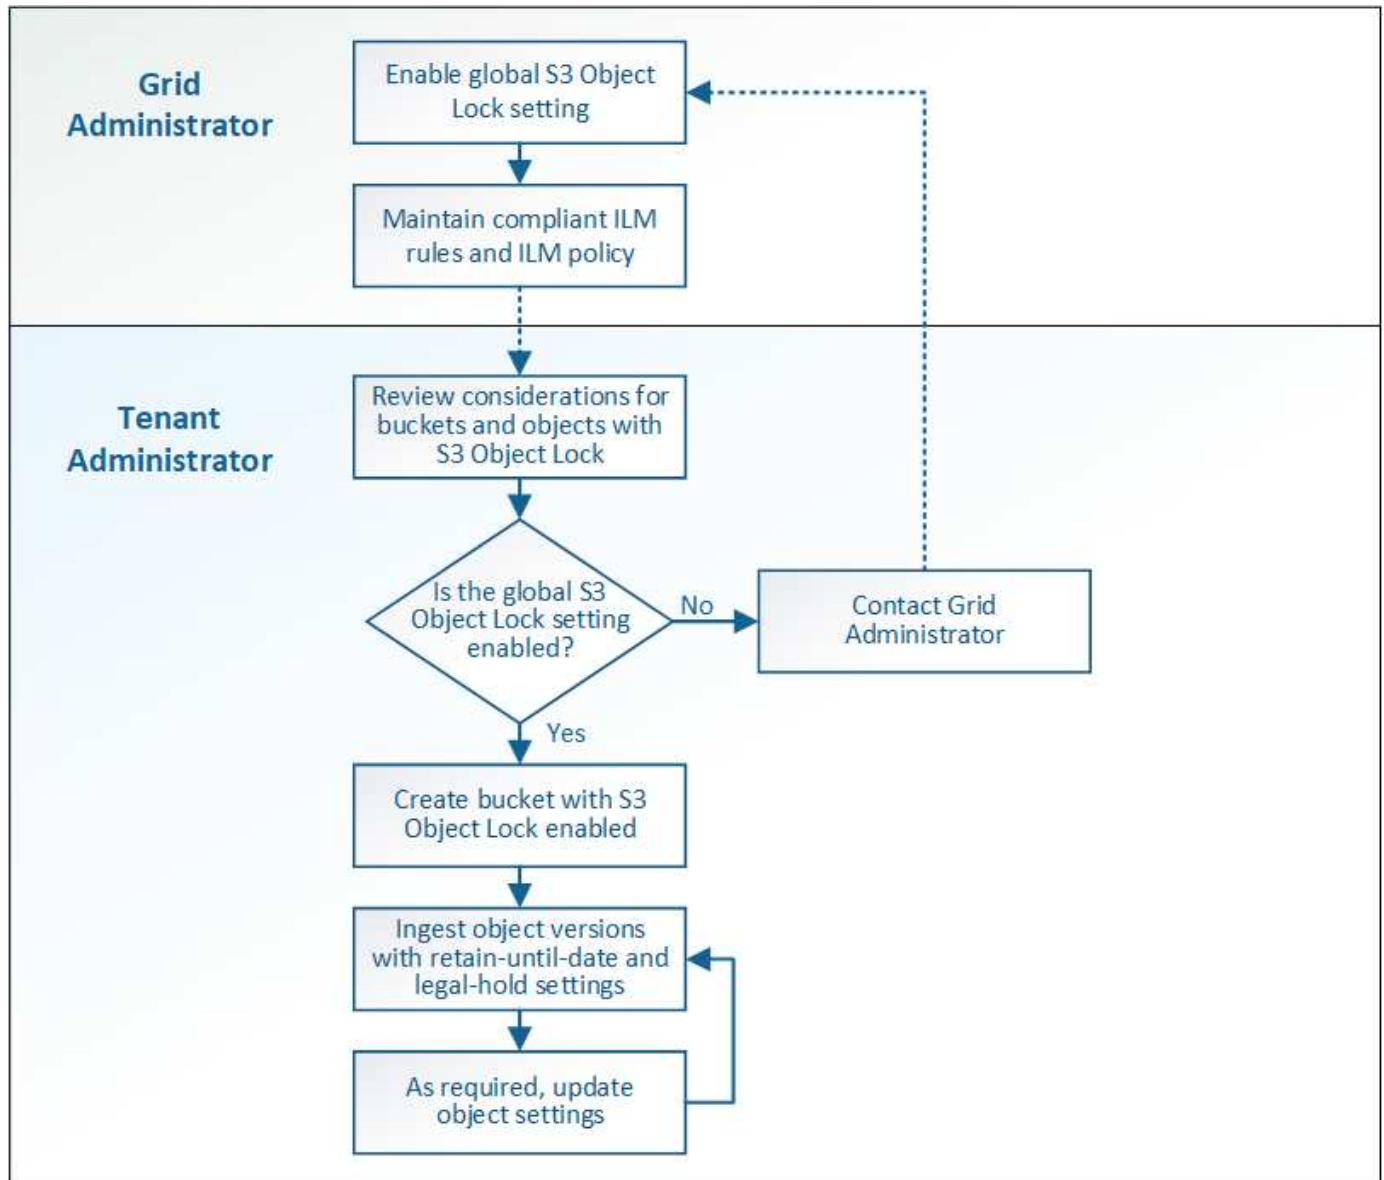 Grid
Administrator
Enable global S3 Object
Lock setting
Maintain compliant ILM
rules and ILM policy
Tenant
Administrator
Review considerations for
buckets and objects with
S3 Object Lock
Is the global S3
Object Lock setting
enabled?
No
Contact Grid
Administrator
Yes
Create bucket with S3
Object Lock enabled
Ingest object versions
with retain-until-date and
legal-hold settings
As required, update
object settings